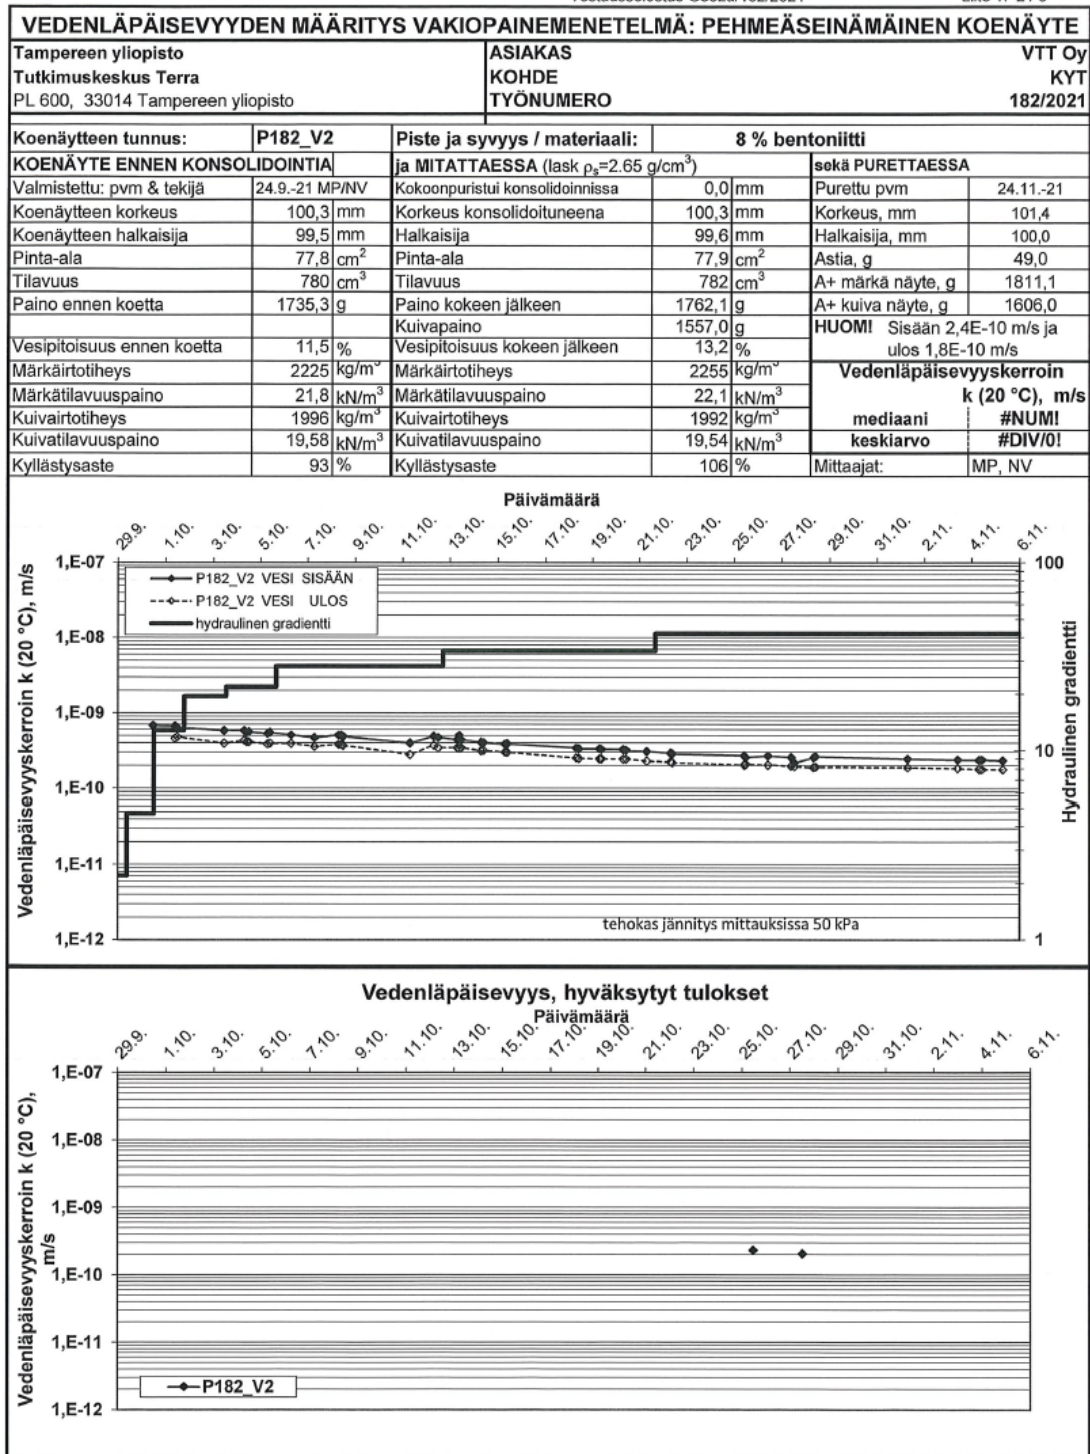 VEDENLÄPÄISEVYYDEN MÄÄRITYS VAKIOPAINEMENETELMÄ: PEHMEÄSEINÄMÄINEN KOENÄYTE
Tampereen yliopisto ASIAKAS VTT Oy
Tutkimuskeskus Terra KOHDE KYT
PL 600, 33014 Tampereen yliopisto TYÖNUMERO 182/2021
Koenäytteen tunnus: P182_V2 Piste ja syvyys / materiaali: 8 % bentoniitti
KOENÄYTE ENNEN KONSOLIDOINTIA ja MITATTAESSA (lask ρs=2.65 g/cm³) sekä PURETTAESSA
Valmistettu: pvm & tekijä 24.9.-21 MP/NV Kokoonpuristui konsolidoinnissa 0,0 mm Purettu pvm 24.11.-21
Koenäytteen korkeus 100,3 mm Korkeus konsolidoituneena 100,3 mm Korkeus, mm 101,4
Koenäytteen halkaisija 99,5 mm Halkaisija 99,6 mm Halkaisija, mm 100,0
Pinta-ala 77,8 cm² Pinta-ala 77,9 cm² Astia, g 49,0
Tilavuus 780 cm³ Tilavuus 782 cm³ A+ märkä näyte, g 1811,1
Paino ennen koetta 1735,3 g Paino kokeen jälkeen 1762,1 g A+ kuiva näyte, g 1606,0
Kuivapaino 1557,0 g HUOM! Sisään 2,4E-10 m/s ja
Vesipitoisuus ennen koetta 11,5 % Vesipitoisuus kokeen jälkeen 13,2 % ulos 1,8E-10 m/s
Märkäirtotiheys 2225 kg/m³ Märkäirtotiheys 2255 kg/m³ Vedenläpäisevyyskerroin
Märkätilavuuspaino 21,8 kN/m³ Märkätilavuuspaino 22,1 kN/m³ k (20 °C), m/s
Kuivairtotiheys 1996 kg/m³ Kuivairtotiheys 1992 kg/m³ mediaani #NUM!
Kuivatilavuuspaino 19,58 kN/m³ Kuivatilavuuspaino 19,54 kN/m³ keskiarvo #DIV/0!
Kyllästysaste 93 % Kyllästysaste 106 % Mittaajat: MP, NV
Päivämäärä
29.9. 1.10. 3.10. 5.10. 7.10. 9.10. 11.10. 13.10. 15.10. 17.10. 19.10. 21.10. 23.10. 25.10. 27.10. 29.10. 31.10. 2.11. 4.11. 6.11.
Vedenläpäisevyyskerroin k (20 °C), m/s
1,E-07
1,E-08
1,E-09
1,E-10
1,E-11
1,E-12
P182_V2 VESI SISÄÄN
P182_V2 VESI ULOS
hydraulinen gradientti
tehokas jännitys mittauksissa 50 kPa
100
10
1
Hydraulinen gradientti
Vedenläpäisevyys, hyväksytyt tulokset
Päivämäärä
29.9. 1.10. 3.10. 5.10. 7.10. 9.10. 11.10. 13.10. 15.10. 17.10. 19.10. 21.10. 23.10. 25.10. 27.10. 29.10. 31.10. 2.11. 4.11. 6.11.
Vedenläpäisevyyskerroin k (20 °C),
m/s
1,E-07
1,E-08
1,E-09
1,E-10
1,E-11
1,E-12
P182_V2